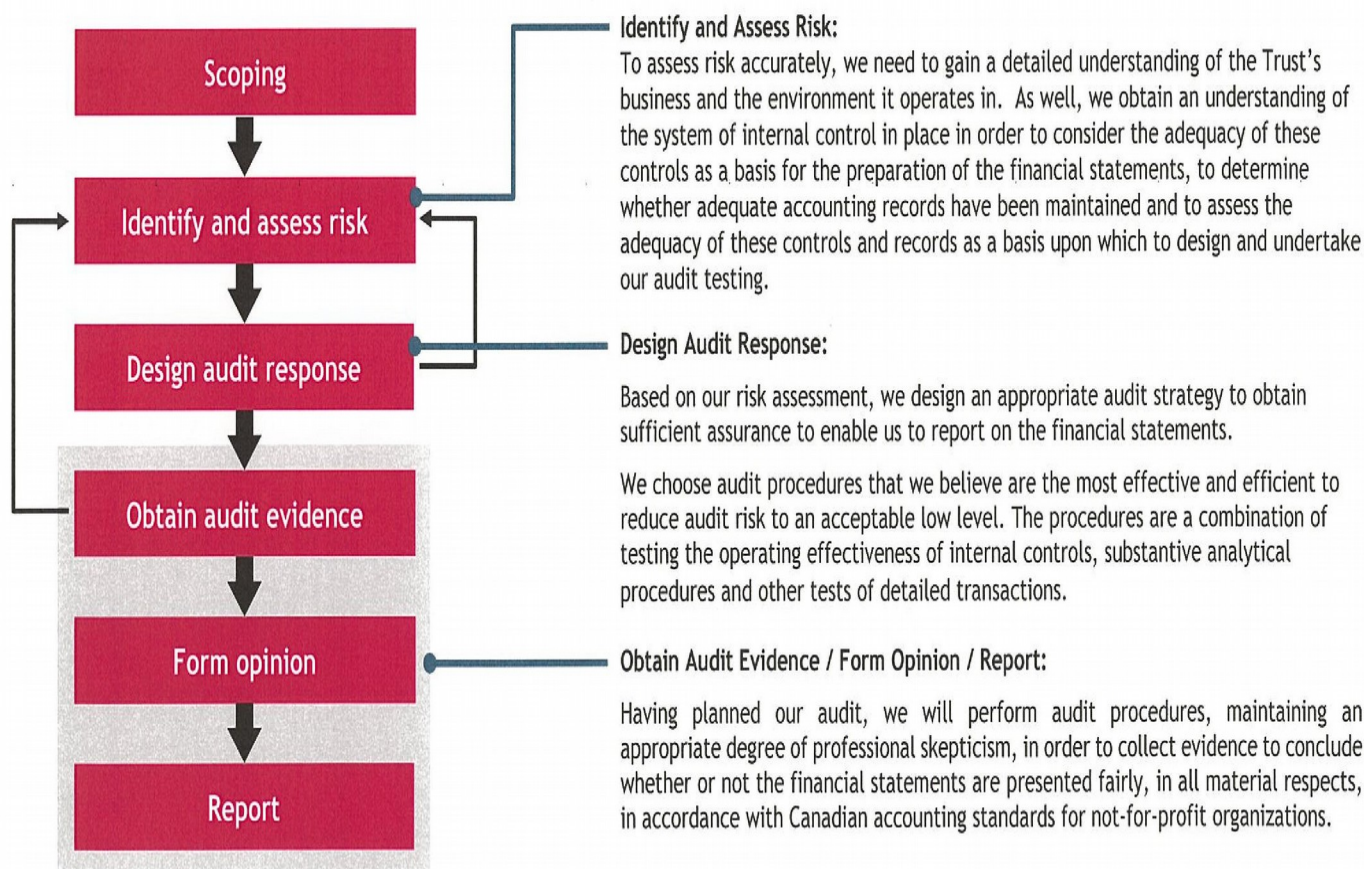 Scoping
Identify and assess risk
Design audit response
Obtain audit evidence
Form opinion
Report
Identify and Assess Risk:
To assess risk accurately, we need to gain a detailed understanding of the Trust's
business and the environment it operates in. As well, we obtain an understanding of
the system of internal control in place in order to consider the adequacy of these
controls as a basis for the preparation of the financial statements, to determine
whether adequate accounting records have been maintained and to assess the
adequacy of these controls and records as a basis upon which to design and undertake
our audit testing.
Design Audit Response:
Based on our risk assessment, we design an appropriate audit strategy to obtain
sufficient assurance to enable us to report on the financial statements.
We choose audit procedures that we believe are the most effective and efficient to
reduce audit risk to an acceptable low level. The procedures are a combination of
testing the operating effectiveness of internal controls, substantive analytical
procedures and other tests of detailed transactions.
Obtain Audit Evidence / Form Opinion / Report:
Having planned our audit, we will perform audit procedures, maintaining an
appropriate degree of professional skepticism, in order to collect evidence to conclude
whether or not the financial statements are presented fairly, in all material respects,
in accordance with Canadian accounting standards for not-for-profit organizations.